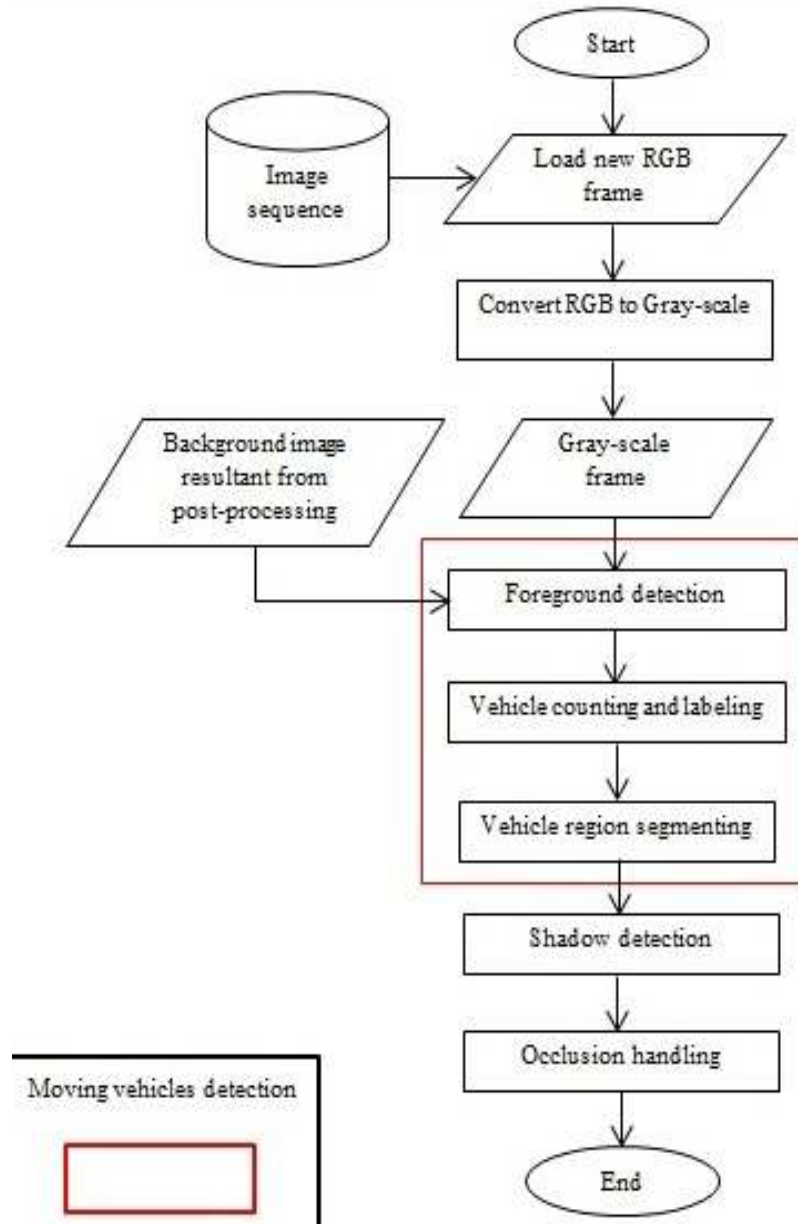 Start
Image
sequence
Load new RGB
frame
Convert RGB to Gray-scale
Background image
resultant from
post-processing
Gray-scale
frame
Foreground detection
Vehicle counting and labeling
Vehicle region segmenting
Shadow detection
Occlusion handling
Moving vehicles detection
End